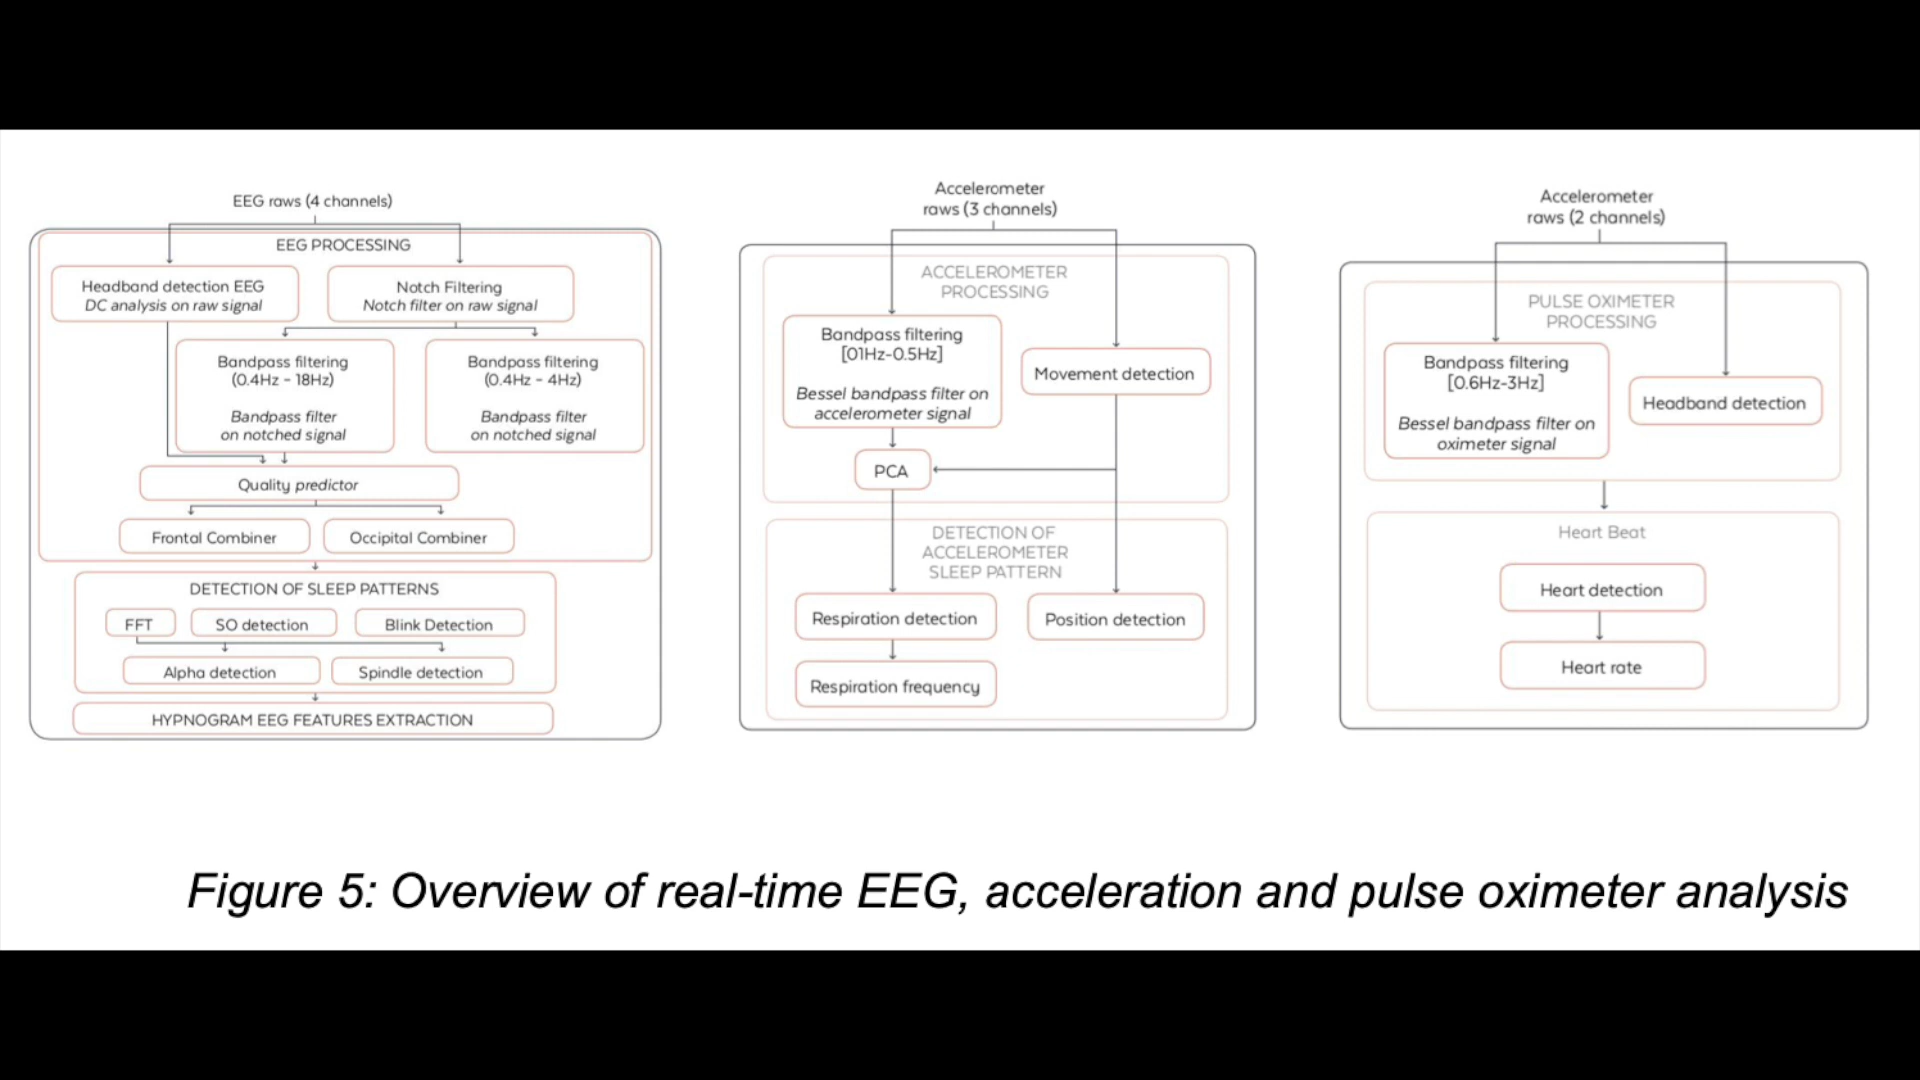 EEG raws (4 channels)
EEG PROCESSING
Headband detection EEG
DC analysis on raw signal
Notch Filtering
Notch filter on raw signal
Bandpass filtering
(0.4Hz - 18Hz)
Bandpass filter
on notched signal
Bandpass filtering
(0.4Hz - 4Hz)
Bandpass filter
on notched signal
Quality predictor
Frontal Combiner
Occipital Combiner
DETECTION OF SLEEP PATTERNS
FFT
SO detection
Blink Detection
Alpha detection
Spindle detection
HYPNOGRAM EEG FEATURES EXTRACTION
Accelerometer
raws (3 channels)
ACCELEROMETER
PROCESSING
Bandpass filtering
[01Hz-0.5Hz]
Bessel bandpass filter on
accelerometer signal
Movement detection
PCA
DETECTION OF
ACCELEROMETER
SLEEP PATTERN
Respiration detection
Position detection
Respiration frequency
Accelerometer
raws (2 channels)
PULSE OXIMETER
PROCESSING
Bandpass filtering
[0.6Hz-3Hz]
Bessel bandpass filter on
oximeter signal
Headband detection
Heart Beat
Heart detection
Heart rate
Figure 5: Overview of real-time EEG, acceleration and pulse oximeter analysis